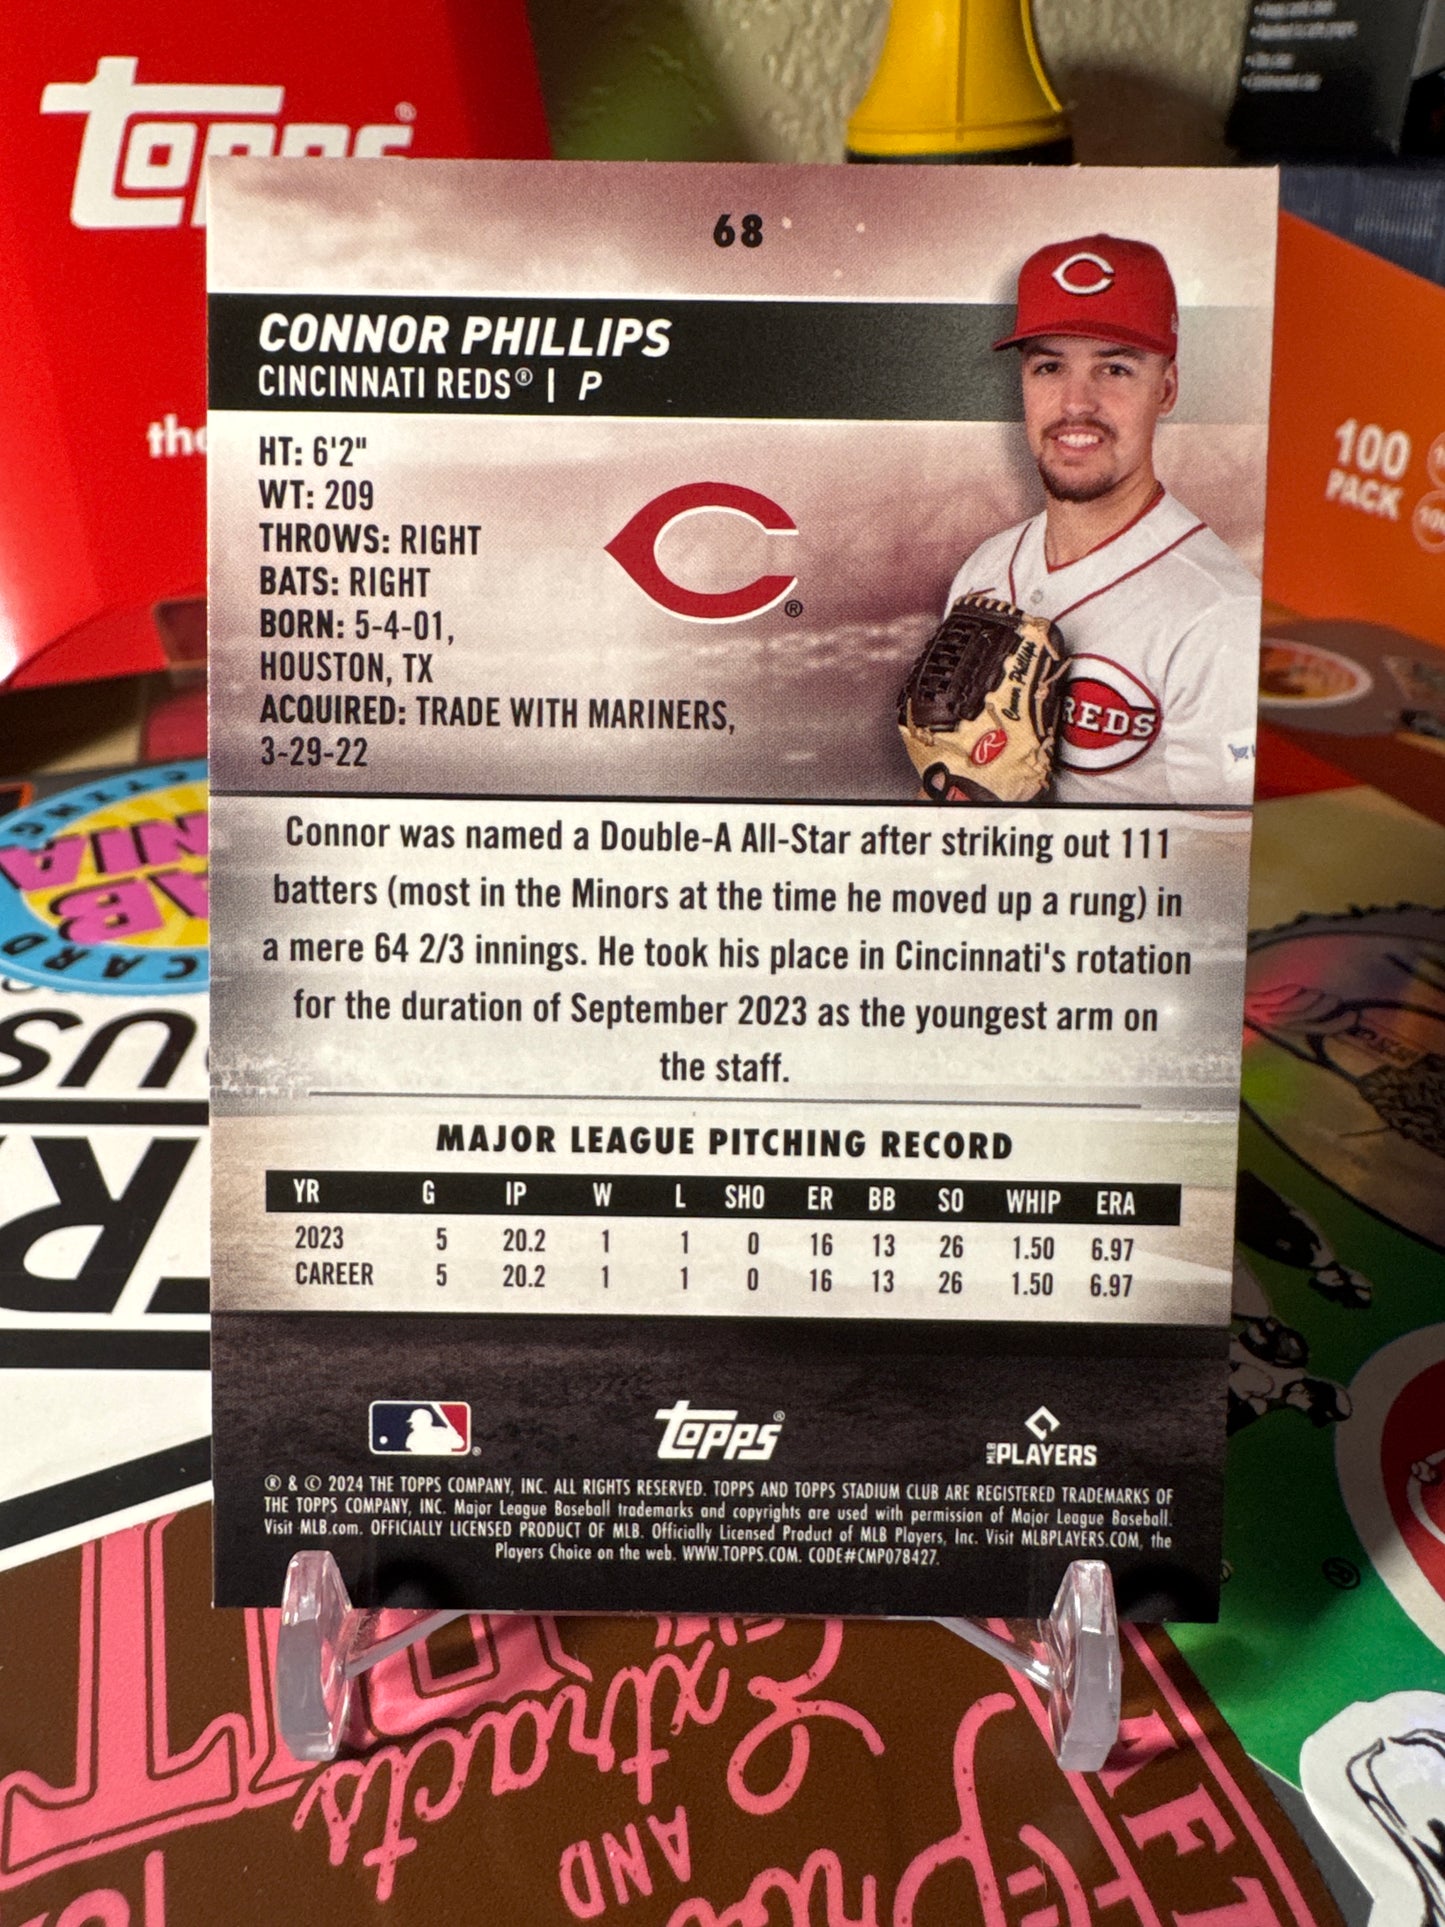 Topps®
the
100
PACK
68
CONNOR PHILLIPS
CINCINNATI REDS® | P
HT: 6'2"
WT: 209
THROWS: RIGHT
BATS: RIGHT
BORN: 5-4-01,
HOUSTON, TX
ACQUIRED: TRADE WITH MARINERS,
3-29-22
®
Connor Phillips
REDS
Connor was named a Double-A All-Star after striking out 111
batters (most in the Minors at the time he moved up a rung) in
a mere 64 2/3 innings. He took his place in Cincinnati's rotation
for the duration of September 2023 as the youngest arm on
the staff.
MAJOR LEAGUE PITCHING RECORD
YR G IP W L SHO ER BB SO WHIP ERA
2023 5 20.2 1 1 0 16 13 26 1.50 6.97
CAREER 5 20.2 1 1 0 16 13 26 1.50 6.97
Topps®
MLB PLAYERS
® & © 2024 THE TOPPS COMPANY, INC. ALL RIGHTS RESERVED. TOPPS AND TOPPS STADIUM CLUB ARE REGISTERED TRADEMARKS OF
THE TOPPS COMPANY, INC. Major League Baseball trademarks and copyrights are used with permission of Major League Baseball.
Visit MLB.com. OFFICIALLY LICENSED PRODUCT OF MLB. Officially Licensed Product of MLB Players, Inc. Visit MLBPLAYERS.COM, the
Players Choice on the web. WWW.TOPPS.COM. CODE#CMP078427.
CARD
Extracts
AND